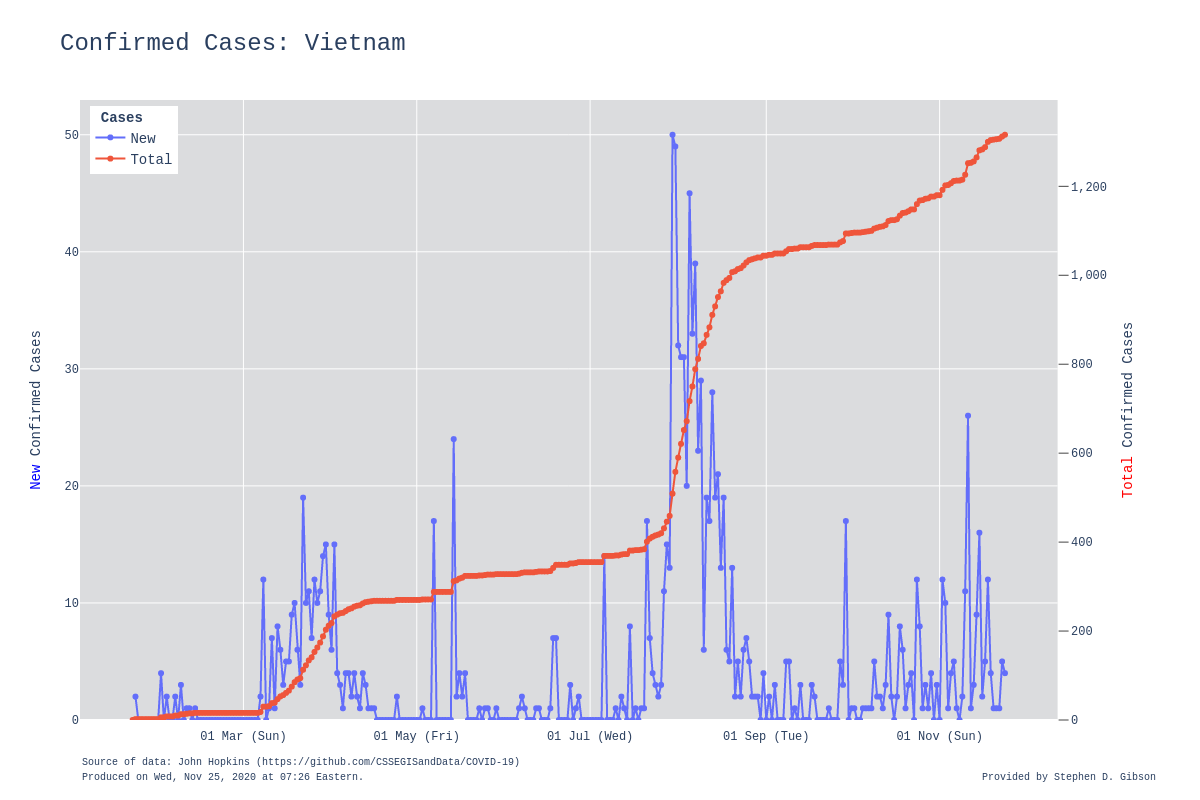 Confirmed Cases: Vietnam
Cases
New
Total
50
40
30
20
10
0
1,200
1,000
800
600
400
200
0
New Confirmed Cases
Total Confirmed Cases
01 Mar (Sun)
01 May (Fri)
01 Jul (Wed)
01 Sep (Tue)
01 Nov (Sun)
Source of data: John Hopkins (https://github.com/CSSEGISandData/COVID-19)
Produced on Wed, Nov 25, 2020 at 07:26 Eastern.
Provided by Stephen D. Gibson